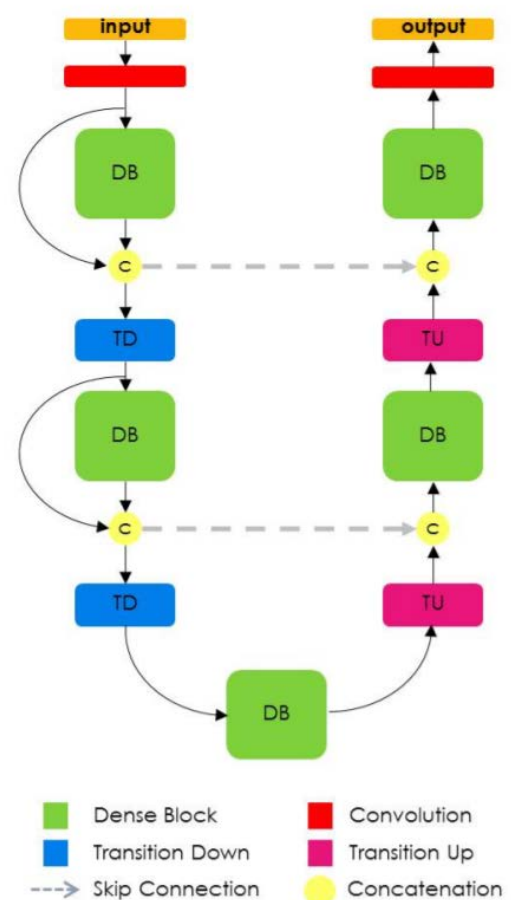 input
output
DB
DB
C
C
TD
TU
DB
DB
C
C
TD
TU
DB
Dense Block
Convolution
Transition Down
Transition Up
Skip Connection
Concatenation